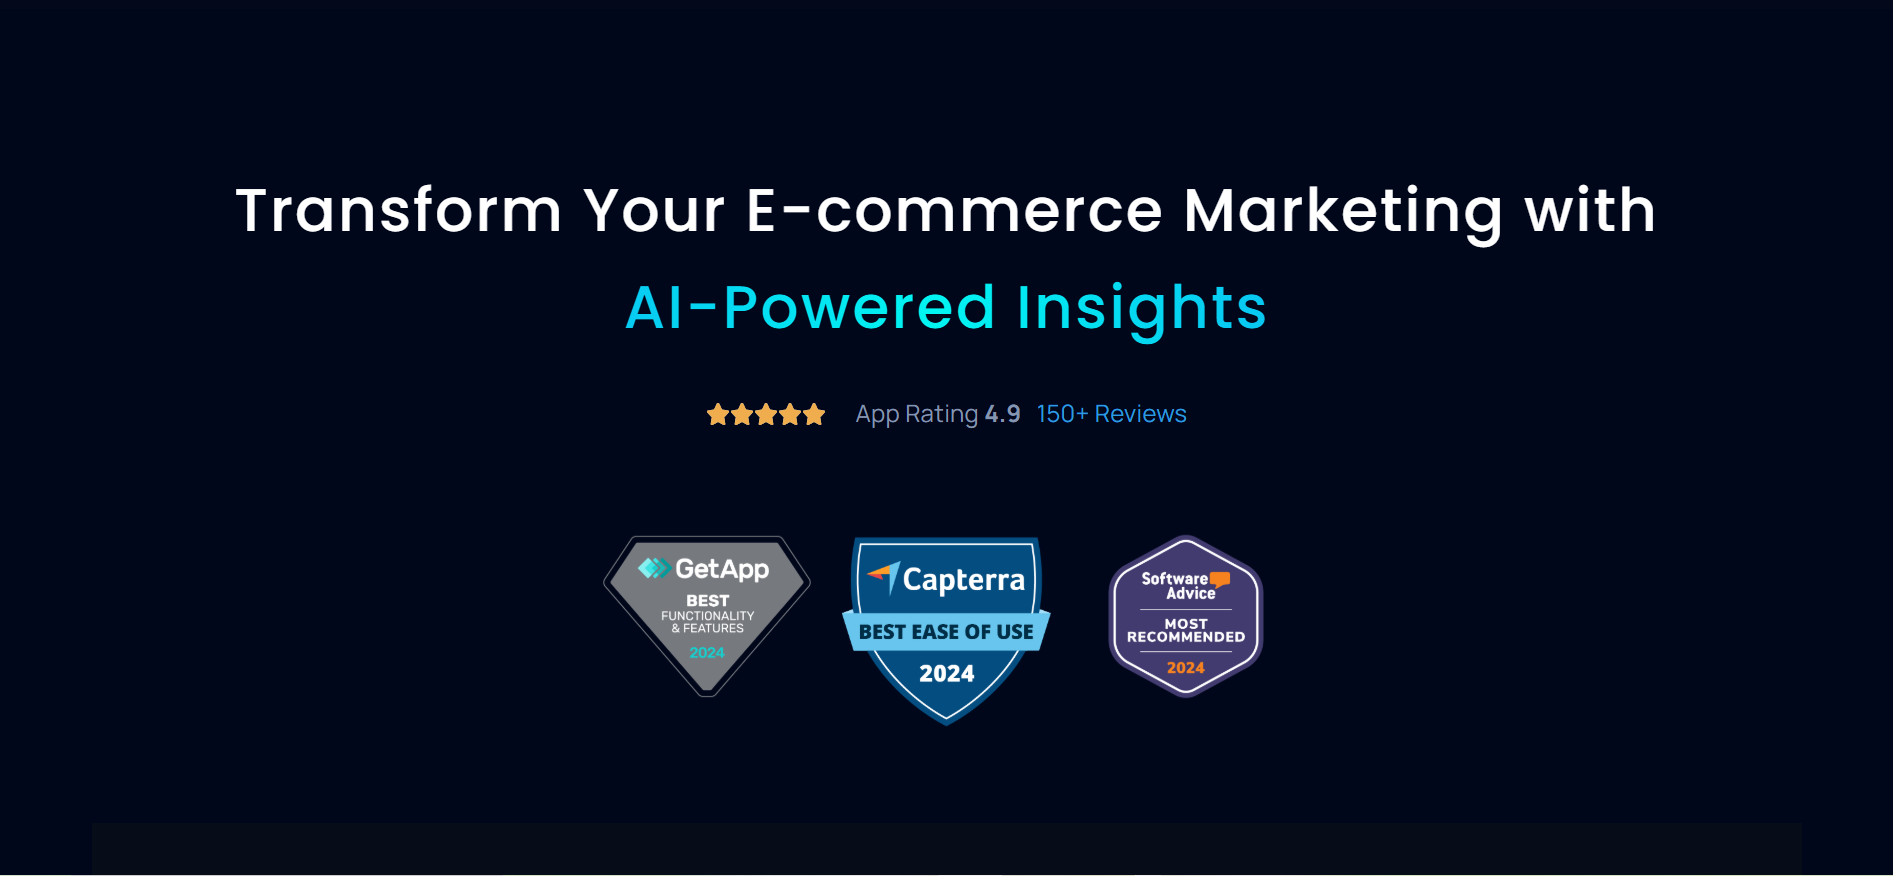 Transform Your E-commerce Marketing with
AI-Powered Insights
App Rating 4.9 150+ Reviews
GetApp
BEST
FUNCTIONALITY
& FEATURES
2024
Capterra
BEST EASE OF USE
2024
Software
Advice
MOST
RECOMMENDED
2024